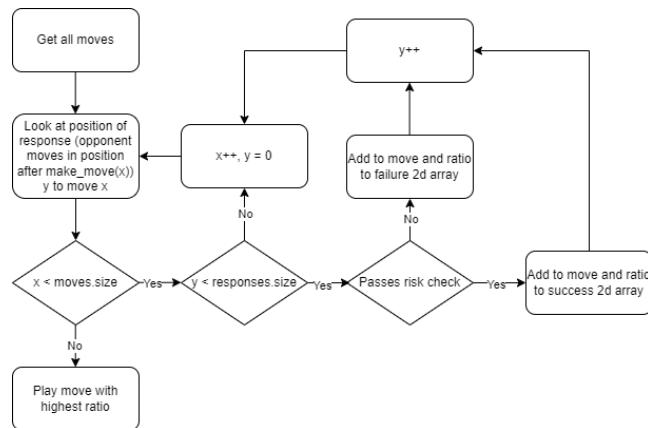 Get all moves
y++
Look at position of
response (opponent
moves in position
after make_move(x))
y to move x
x++, y = 0
Add to move and ratio
to failure 2d array
No
No
x < moves.size
Yes
y < responses.size
Yes
Passes risk check
Yes
Add to move and ratio
to success 2d array
No
Play move with
highest ratio